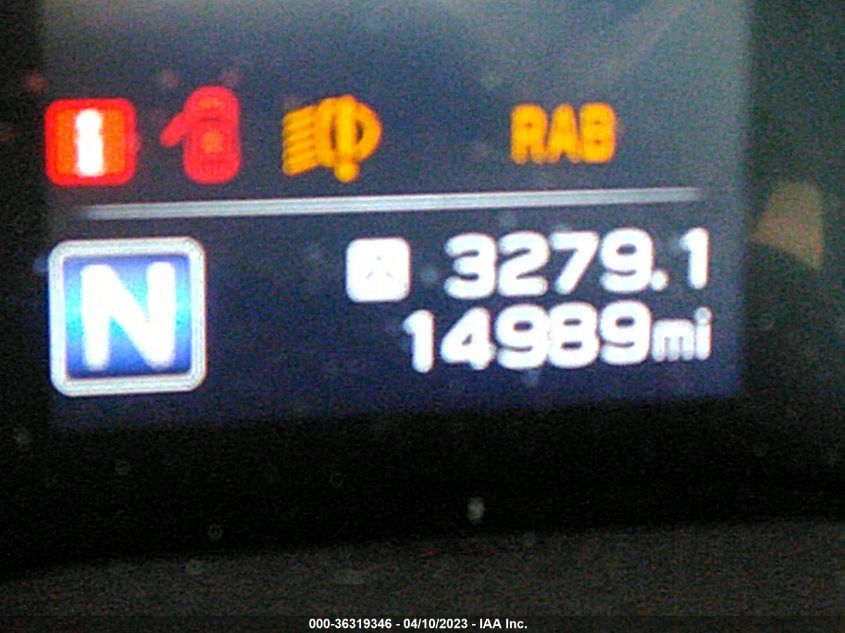 RAB
N
3279.1
14989mi
000-36319346 - 04/10/2023 - IAA Inc.